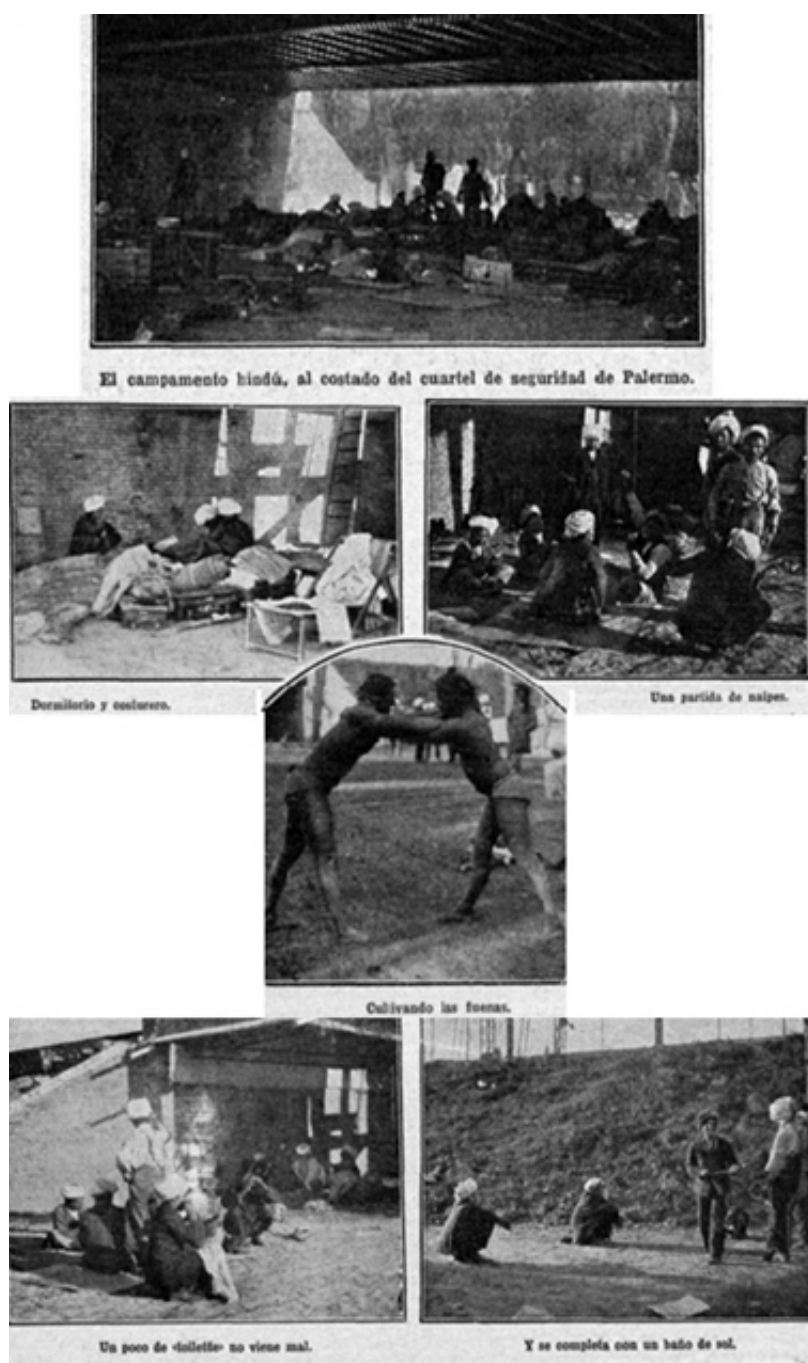 El campamento hindú, al costado del cuartel de seguridad de Palermo.
Dormitorio y costurero.
Una partida de naipes.
Cultivando las fuerzas.
Un poco de «toilette» no viene mal.
Y se completa con un baño de sol.